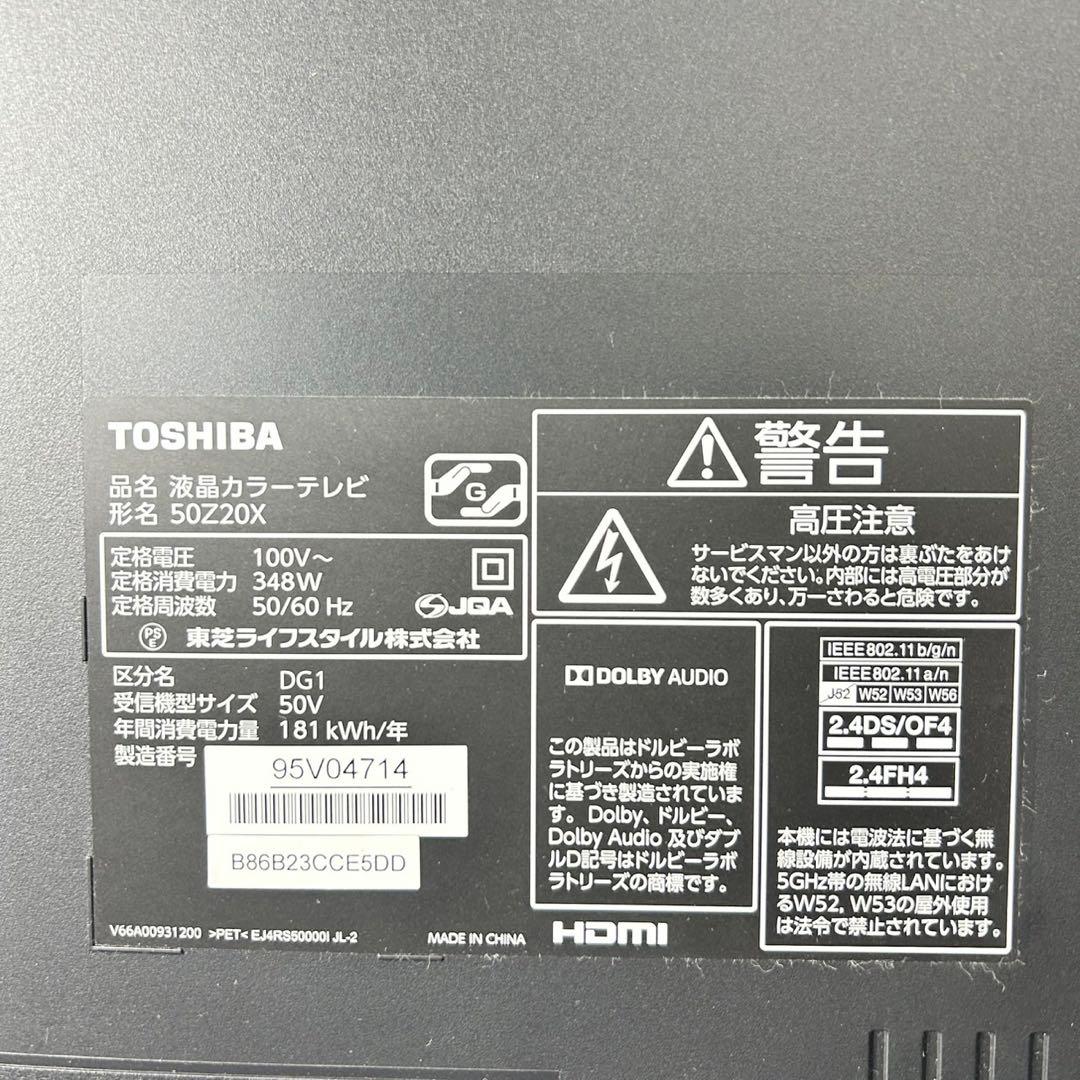 TOSHIBA
品名 液晶カラーテレビ
形名 50Z20X
G
定格電圧 100V～
定格消費電力 348W
定格周波数 50/60 Hz
JQA
PS
E
東芝ライフスタイル株式会社
区分名 DG1
受信機型サイズ 50V
年間消費電力量 181 kWh/年
製造番号
95V04714
B86B23CCE5DD
V66A00931200 >PET< EJ4RS50000I JL-2
MADE IN CHINA
警告
高圧注意
サービスマン以外の方は裏ぶたをあけ
ないでください。内部には高電圧部分が
数多くあり、万一さわると危険です。
DOLBY AUDIO
この製品はドルビーラボ
ラトリーズからの実施権
に基づき製造されていま
す。Dolby、ドルビー、
Dolby Audio 及びダブ
ルD記号はドルビーラボ
ラトリーズの商標です。
HDMI
IEEE802.11b/g/n
IEEE802.11a/n
J52 W52 W53 W56
2.4DS/OF4
2.4FH4
本機には電波法に基づく無
線設備が内蔵されています。
5GHz帯の無線LANにおけ
るW52, W53の屋外使用
は法令で禁止されています。